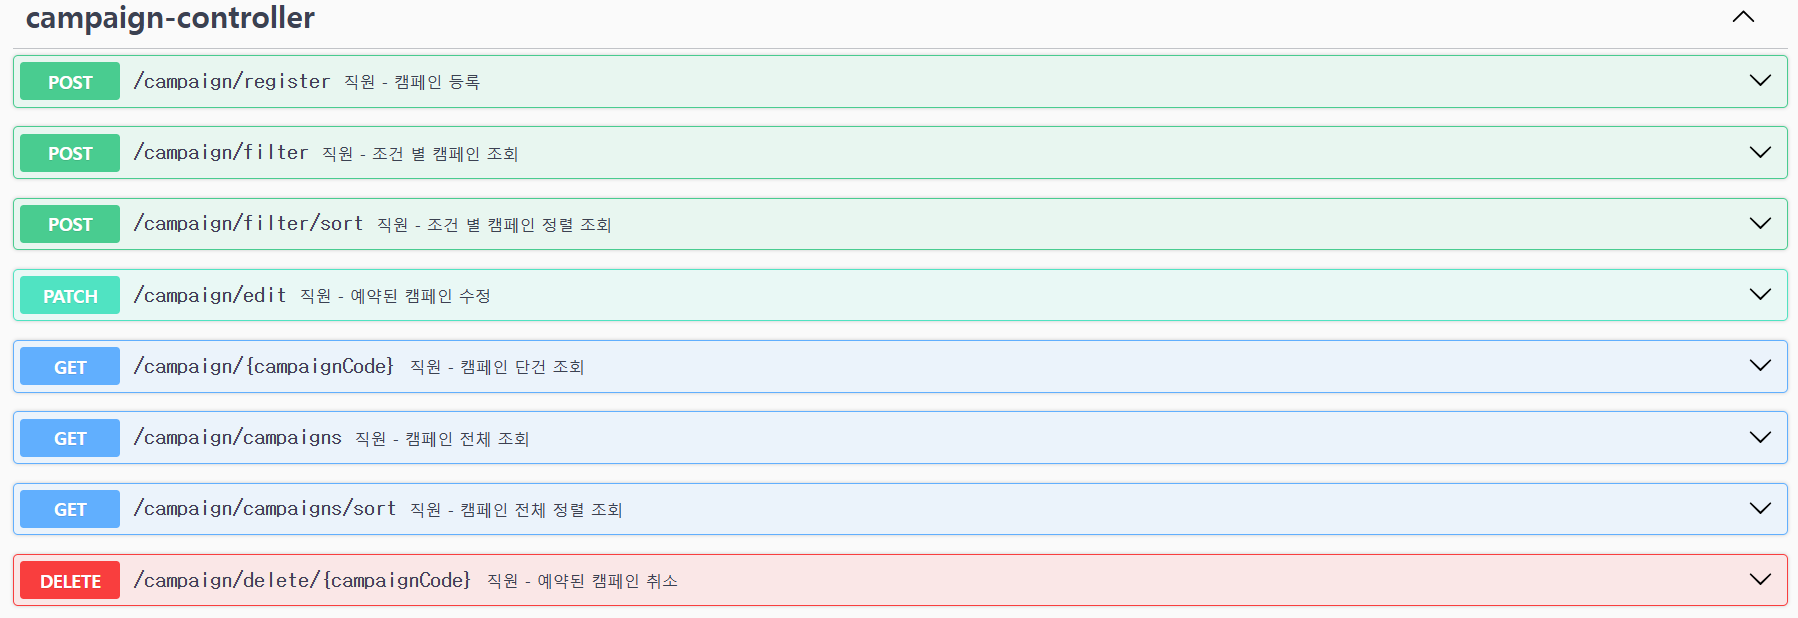 campaign-controller
POST /campaign/register 직원 - 캠페인 등록
POST /campaign/filter 직원 - 조건 별 캠페인 조회
POST /campaign/filter/sort 직원 - 조건 별 캠페인 정렬 조회
PATCH /campaign/edit 직원 - 예약된 캠페인 수정
GET /campaign/{campaignCode} 직원 - 캠페인 단건 조회
GET /campaign/campaigns 직원 - 캠페인 전체 조회
GET /campaign/campaigns/sort 직원 - 캠페인 전체 정렬 조회
DELETE /campaign/delete/{campaignCode} 직원 - 예약된 캠페인 취소